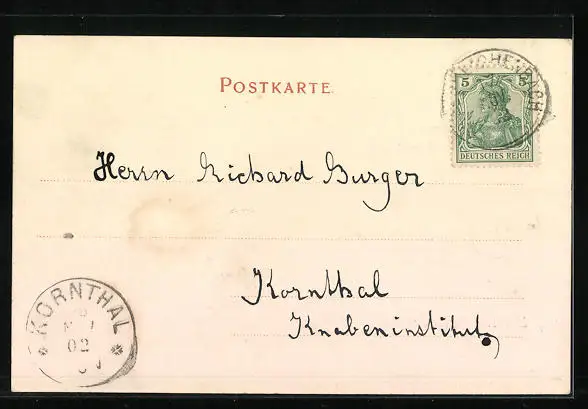 POSTKARTE
5 5
DEUTSCHES REICH
Herrn Richard Burger
Kornthal
Knabeninstitut
KORNTHAL
02